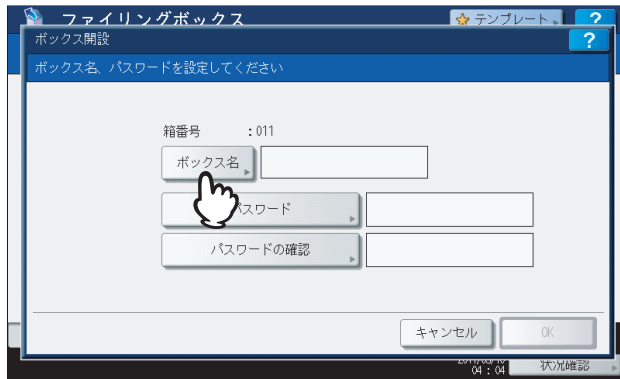 ファイリングボックス
テンプレート
?
ボックス開設
?
ボックス名、パスワードを設定してください
箱番号 :011
ボックス名
パスワード
パスワードの確認
キャンセル
OK
04 : 04
状況確認